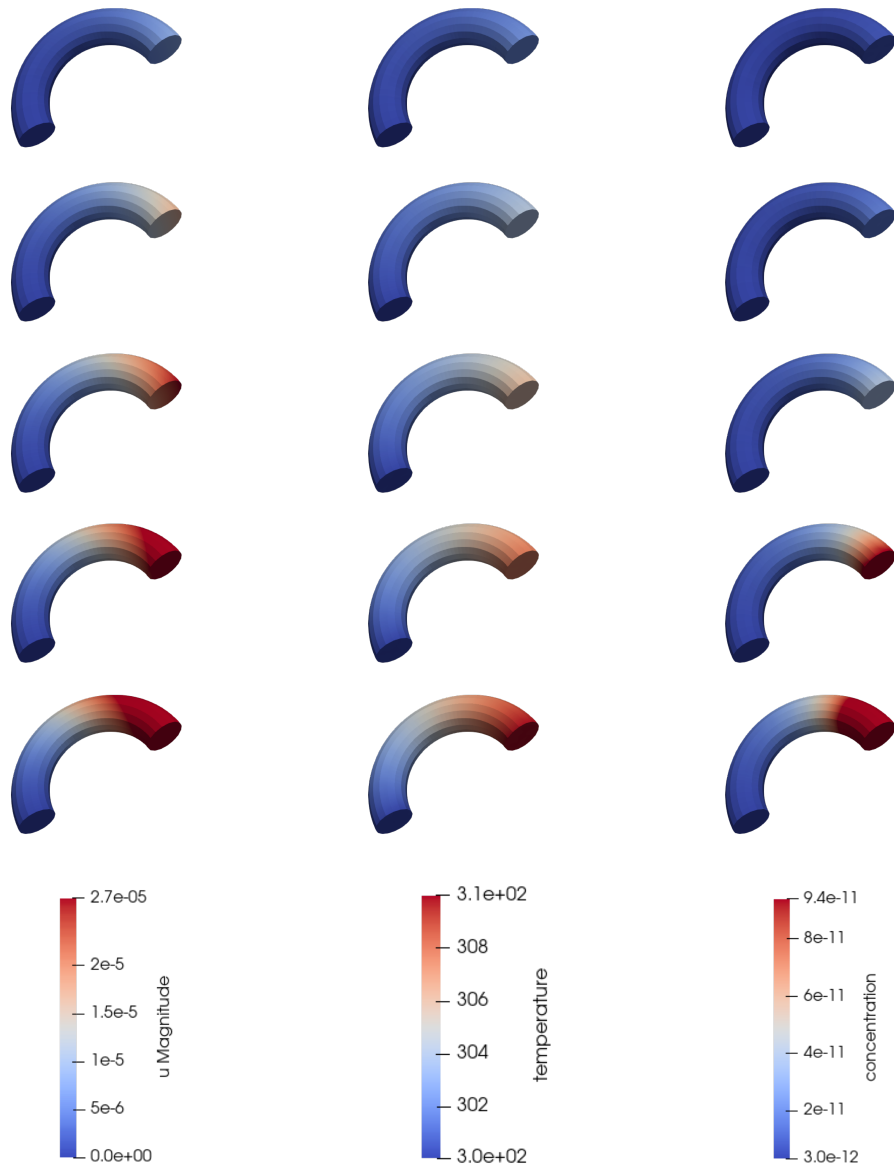 2.7e-05
2e-5
1.5e-5
1e-5
5e-6
0.0e+00
u Magnitude
3.1e+02
308
306
304
302
3.0e+02
temperature
9.4e-11
8e-11
6e-11
4e-11
2e-11
3.0e-12
concentration